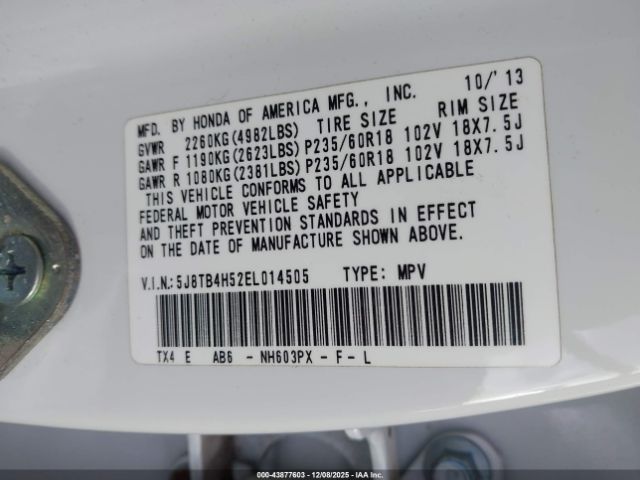 MFD. BY HONDA OF AMERICA MFG., INC. 10/'13
GVWR 2260KG(4982LBS) TIRE SIZE RIM SIZE
GAWR F 1190KG(2623LBS) P235/60R18 102V 18X7.5J
GAWR R 1080KG(2381LBS) P235/60R18 102V 18X7.5J
THIS VEHICLE CONFORMS TO ALL APPLICABLE
FEDERAL MOTOR VEHICLE SAFETY
AND THEFT PREVENTION STANDARDS IN EFFECT
ON THE DATE OF MANUFACTURE SHOWN ABOVE.
V.I.N.: 5J8TB4H52EL014505 TYPE: MPV
TX4 E AB6 - NH603PX - F - L
000-43877603 - 12/08/2025 - IAA Inc.